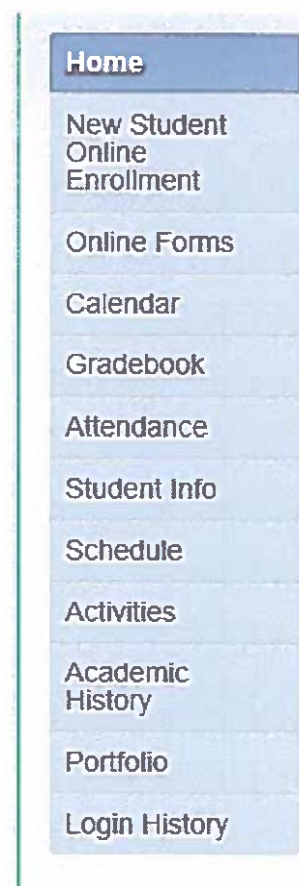 Home
New Student
Online
Enrollment
Online Forms
Calendar
Gradebook
Attendance
Student Info
Schedule
Activities
Academic
History
Portfolio
Login History